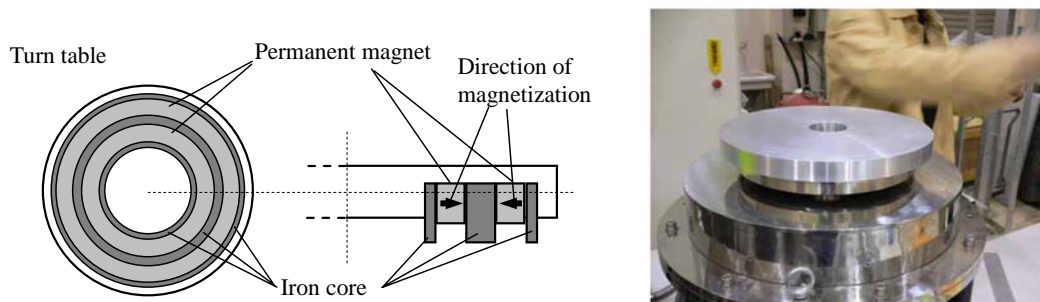 Turn table
Permanent magnet
Direction of
magnetization
Iron core